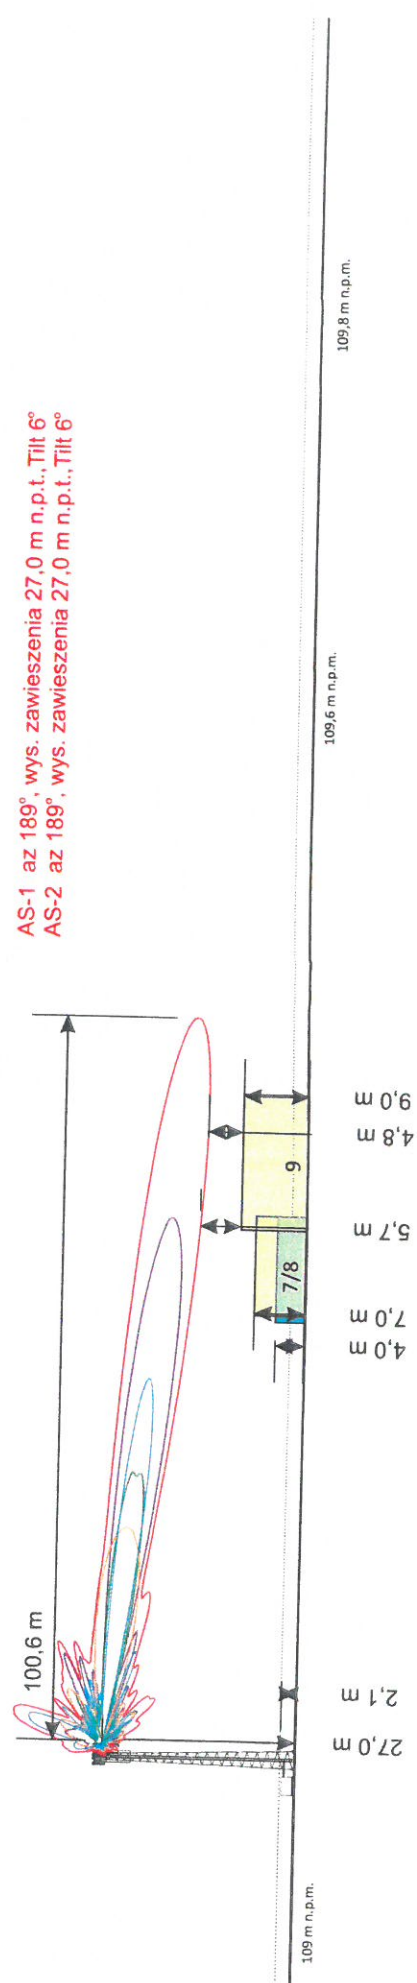 AS-1 az 189°, wys. zawieszenia 27,0 m n.p.t.,Tilt 6°
AS-2 az 189°, wys. zawieszenia 27,0 m n.p.t.,Tilt 6°
100,6 m
27,0 m
2,1 m
4,0 m
7,0 m
7/8
5,7 m
9
4,8 m
9,0 m
109 m n.p.m.
109,6 m n.p.m.
109,8 m n.p.m.